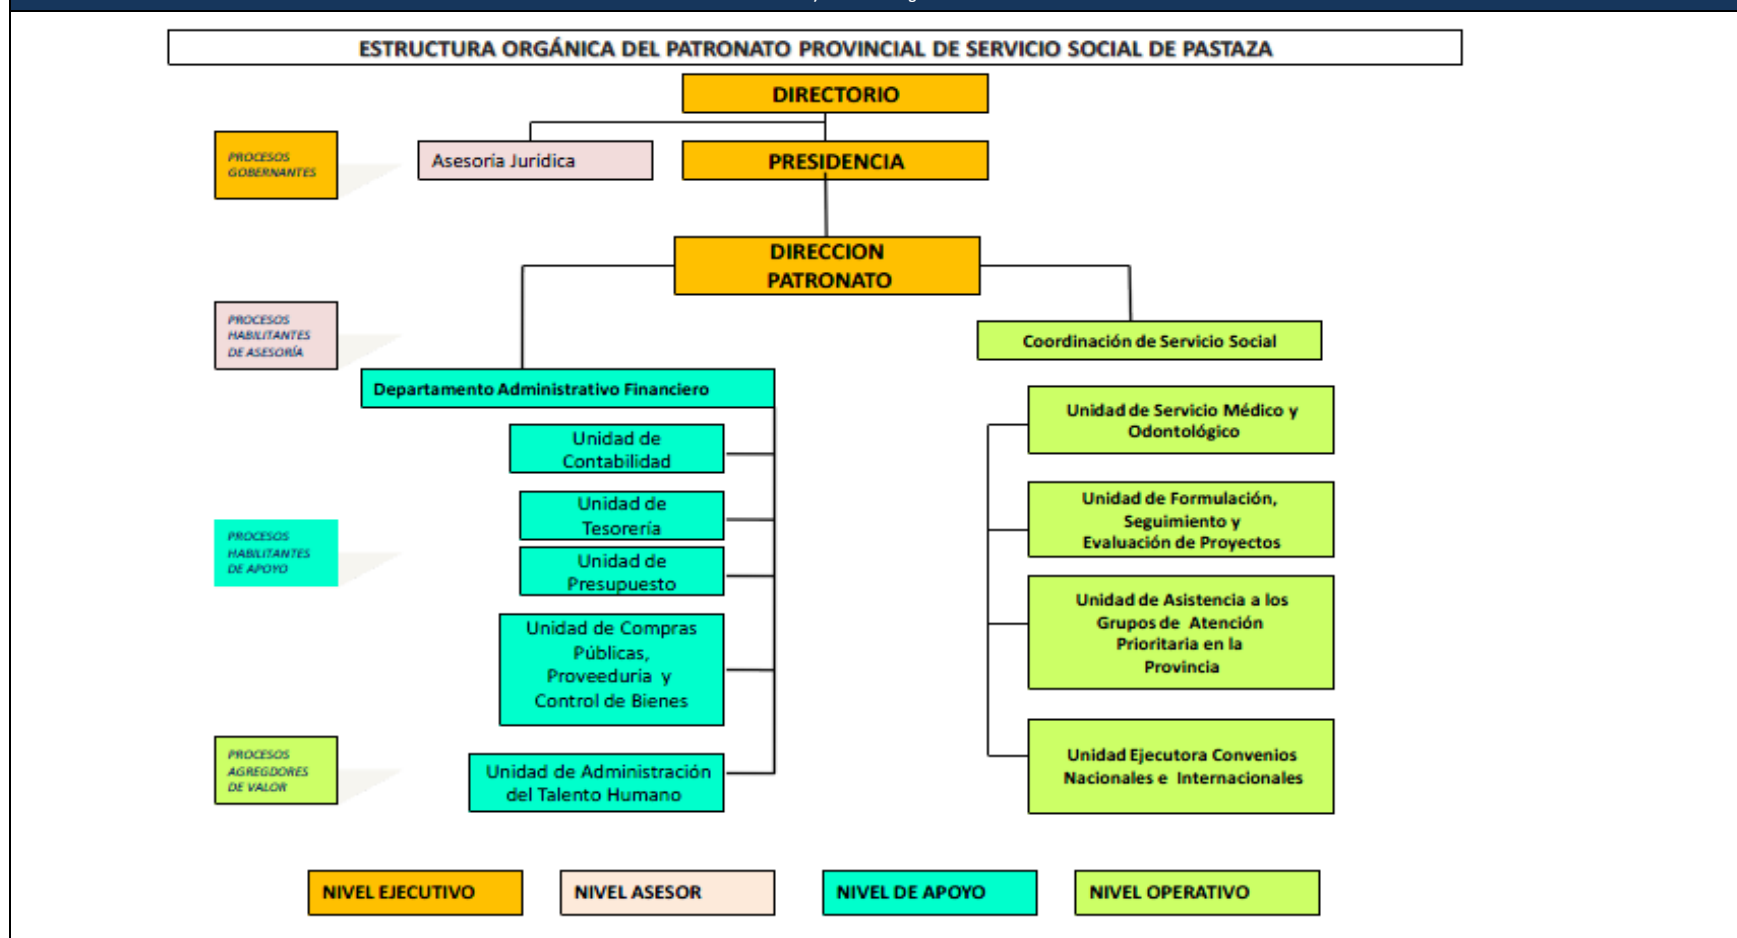 ESTRUCTURA ORGÁNICA DEL PATRONATO PROVINCIAL DE SERVICIO SOCIAL DE PASTAZA
DIRECTORIO
PROCESOS
GOBERNANTES
Asesoría Juridica
PRESIDENCIA
DIRECCION
PATRONATO
PROCESOS
HABILITANTES
DE ASESORÍA
Coordinación de Servicio Social
Departamento Administrativo Financiero
Unidad de
Contabilidad
Unidad de
Tesorería
Unidad de
Presupuesto
Unidad de Compras
Públicas,
Proveeduría y
Control de Bienes
Unidad de Administración
del Talento Humano
Unidad de Servicio Médico y
Odontológico
Unidad de Formulación,
Seguimiento y
Evaluación de Proyectos
Unidad de Asistencia a los
Grupos de Atención
Prioritaria en la
Provincia
Unidad Ejecutora Convenios
Nacionales e Internacionales
PROCESOS
HABILITANTES
DE APOYO
PROCESOS
AGREGDORES
DE VALOR
NIVEL EJECUTIVO
NIVEL ASESOR
NIVEL DE APOYO
NIVEL OPERATIVO